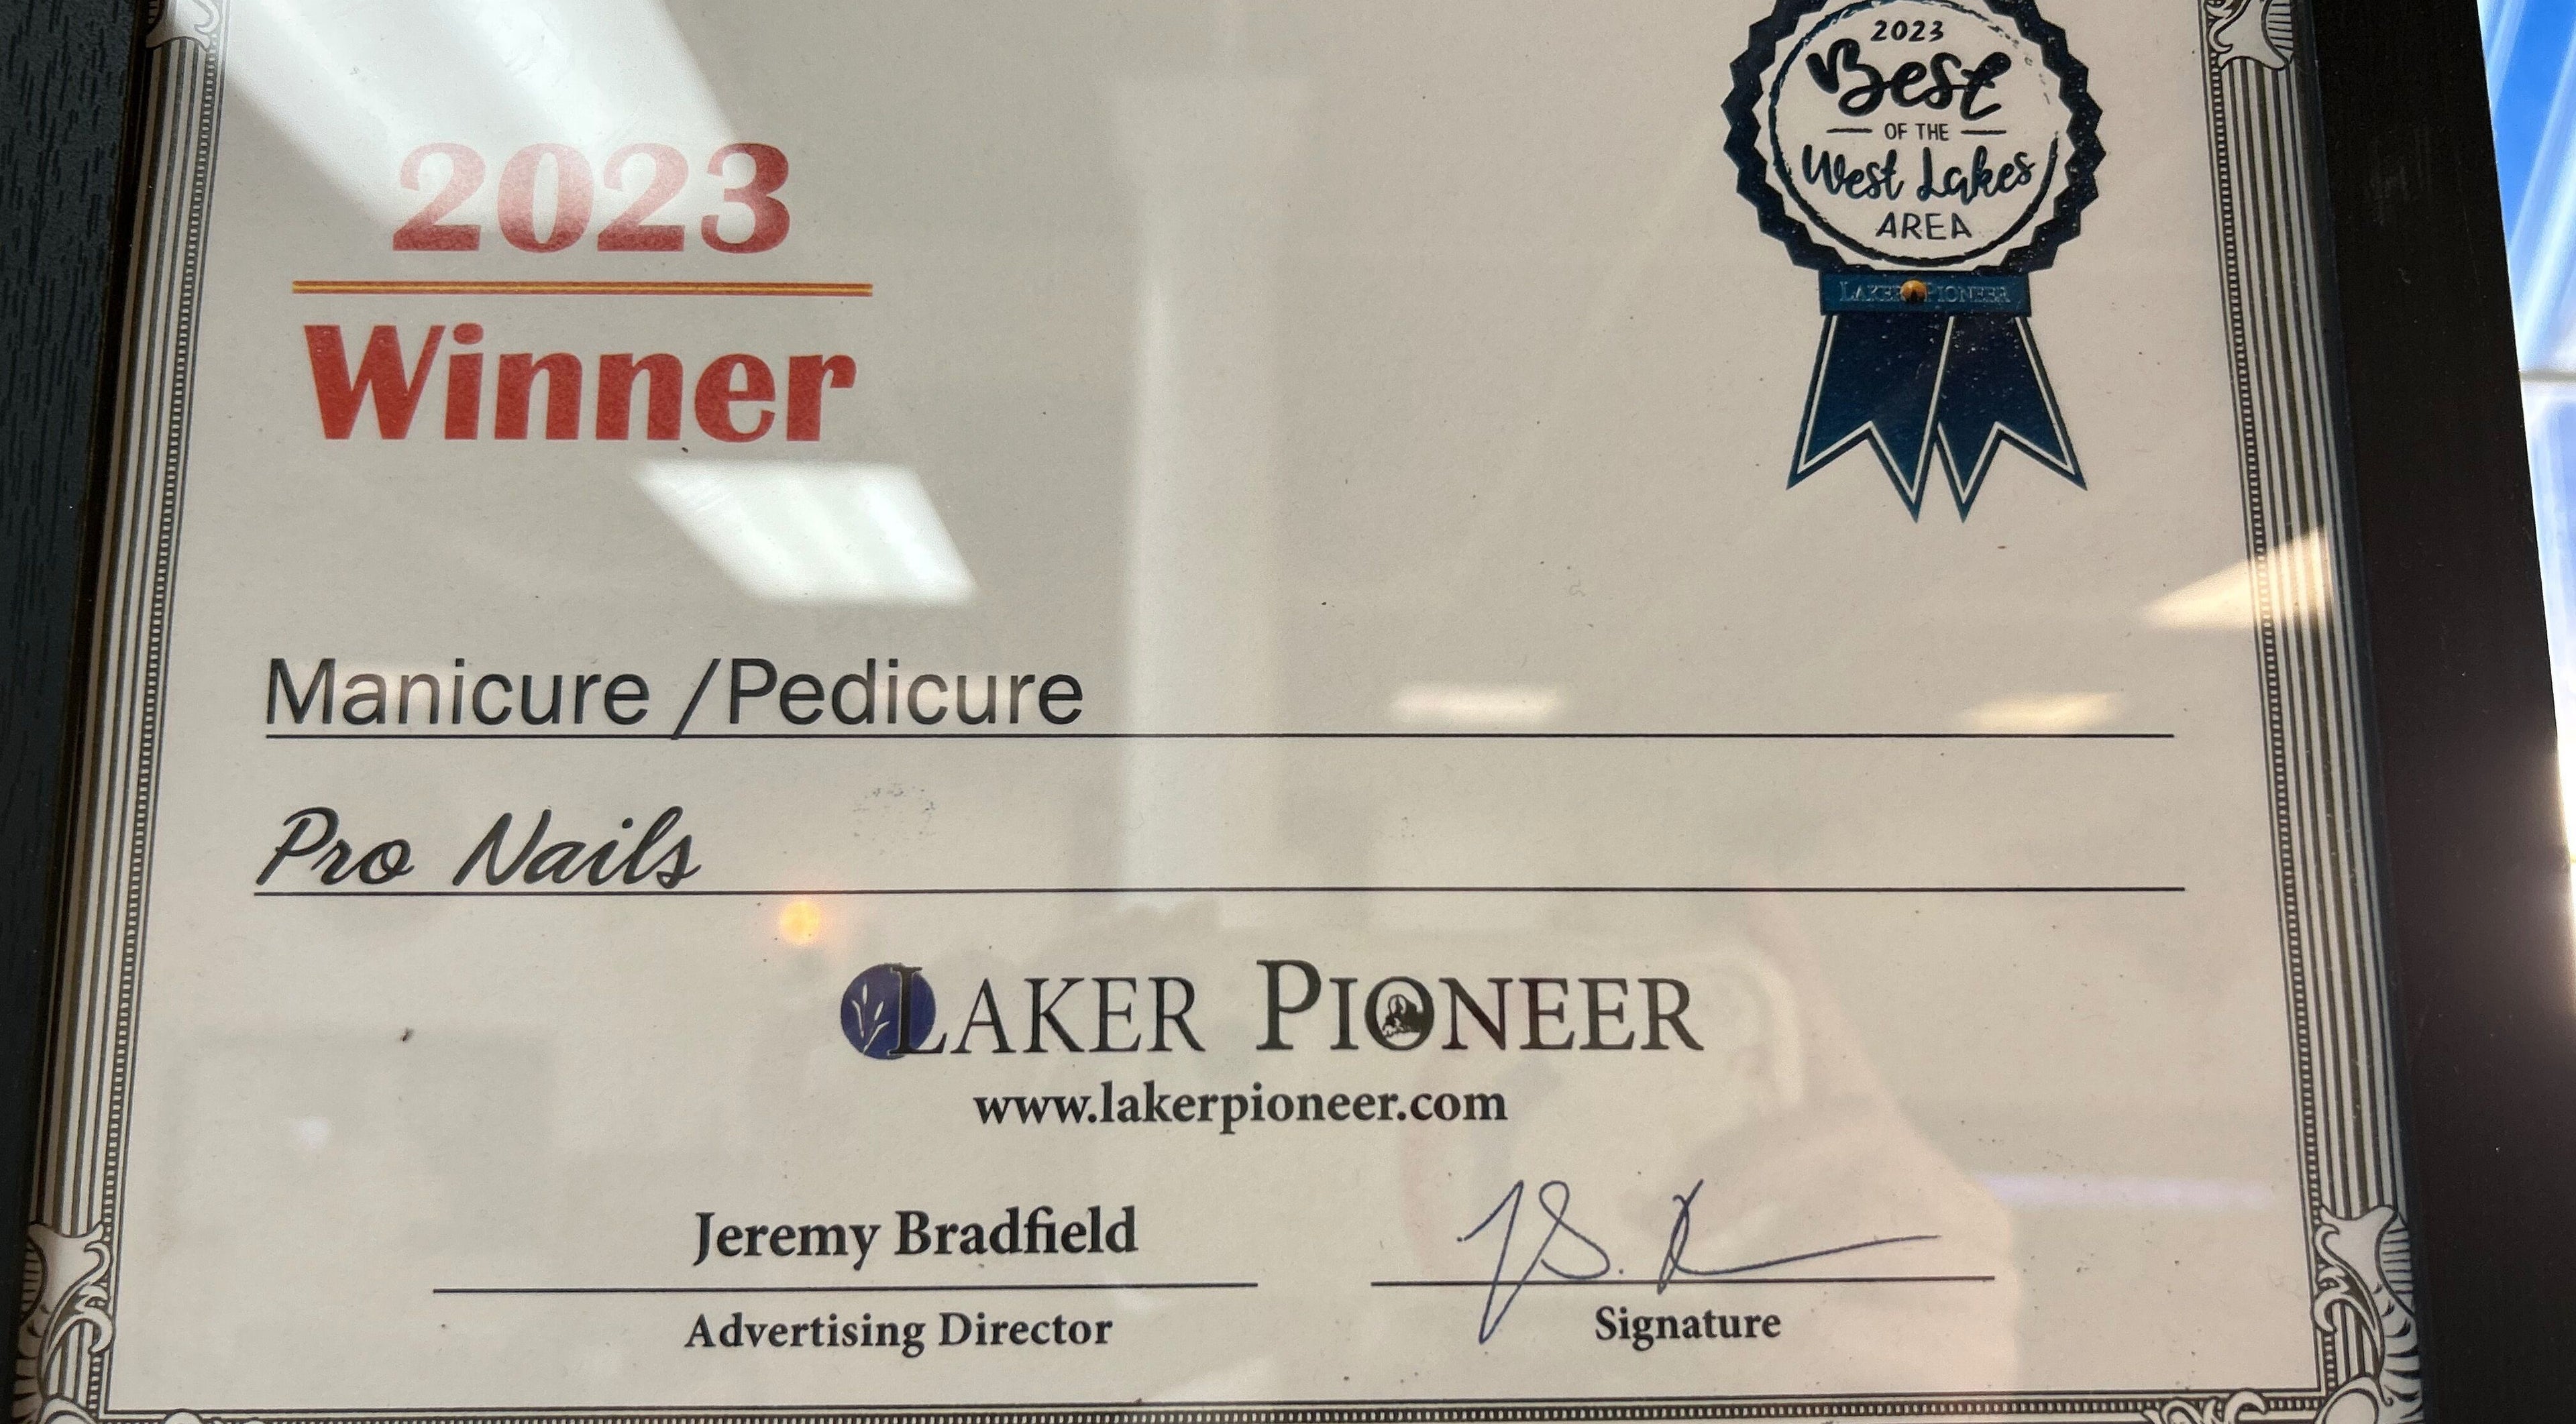 2023
Best
OF THE
West Lakes
AREA
LAKER PIONEER
2023
Winner
Manicure /Pedicure
Pro Nails
LAKER PIONEER
www.lakerpioneer.com
Jeremy Bradfield
Advertising Director
Signature